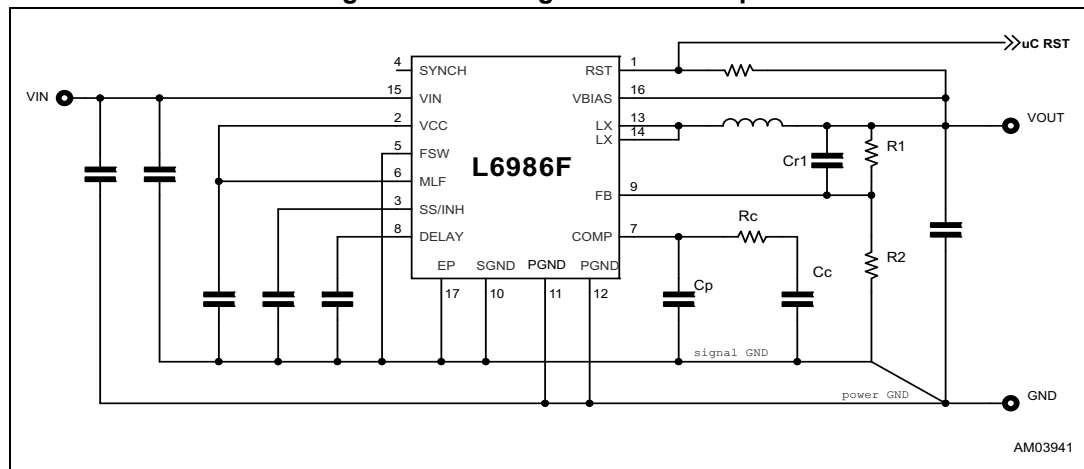 4
SYNCH
RST
1
uC RST
VIN
15
VIN
VBIAS
16
2
VCC
LX
13
LX
14
VOUT
5
FSW
L6986F
Cr1
R1
6
MLF
FB
9
3
SS/INH
8
DELAY
COMP
7
Rc
R2
EP
SGND
PGND
PGND
17
10
11
12
Cp
Cc
signal GND
power GND
GND
AM03941